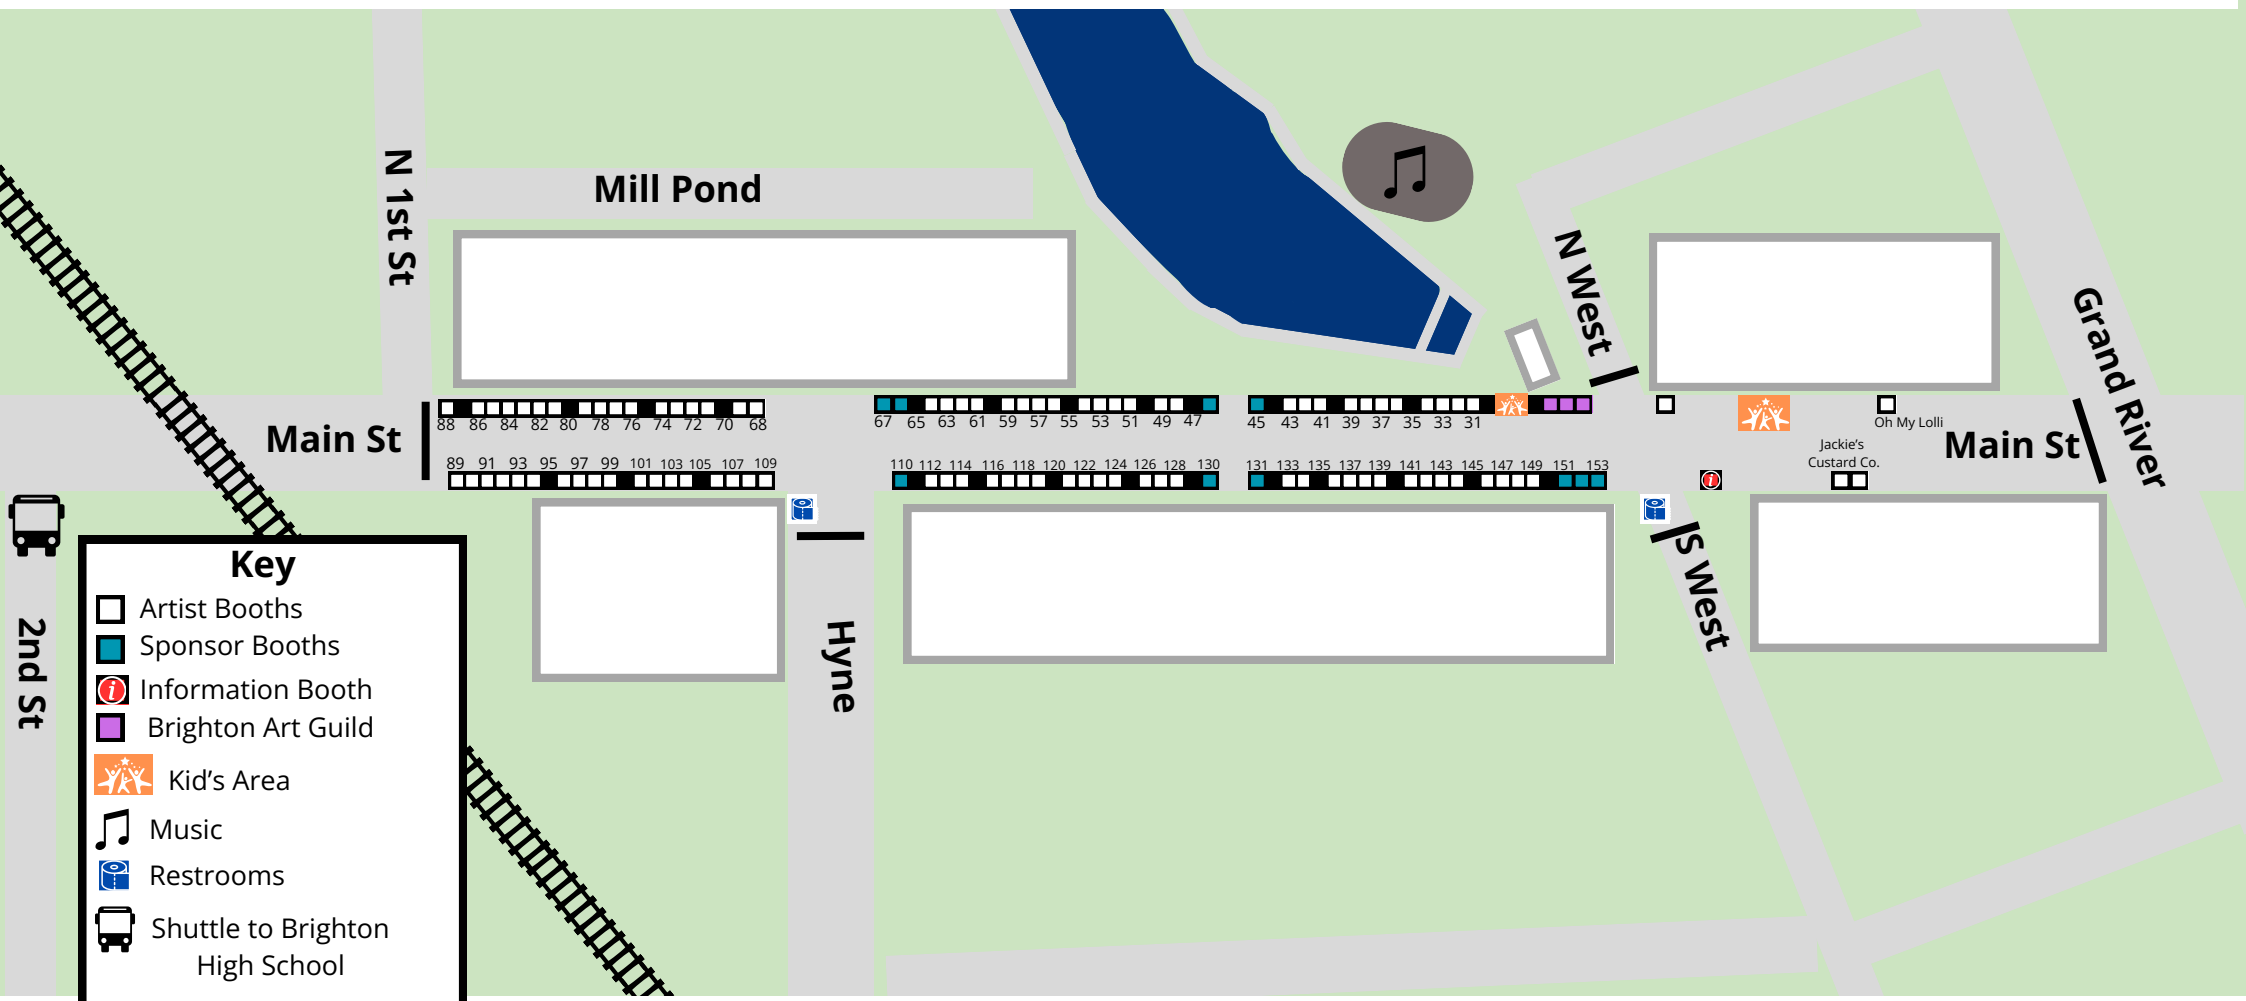 N 1st St
Mill Pond
N West
Grand River
Main St
88 86 84 82 80 78 76 74 72 70 68
67 65 63 61 59 57 55 53 51 49 47
45 43 41 39 37 35 33 31
Oh My Lolli
Main St
Jackie's
Custard Co.
89 91 93 95 97 99 101 103 105 107 109
110 112 114 116 118 120 122 124 126 128 130
131 133 135 137 139 141 143 145 147 149 151 153
i
S West
Hyne
2nd St
Key
Artist Booths
Sponsor Booths
i Information Booth
Brighton Art Guild
Kid's Area
Music
Restrooms
Shuttle to Brighton
High School